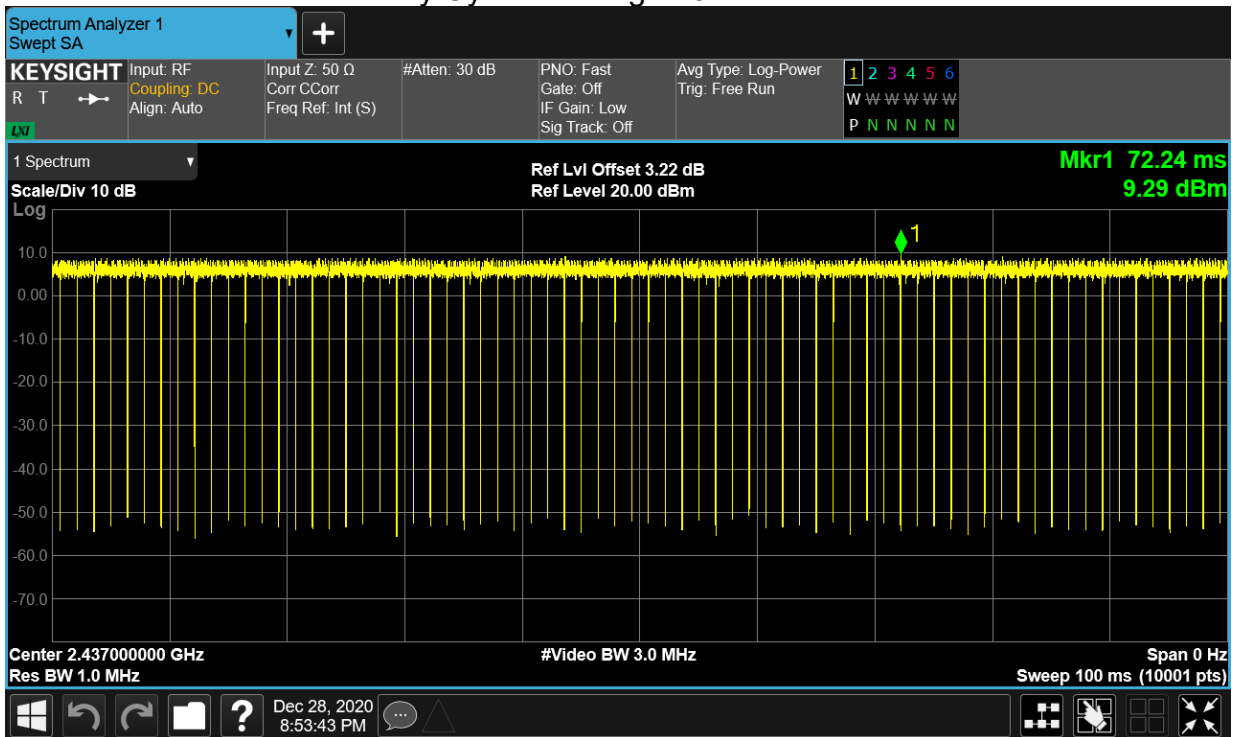 Spectrum Analyzer 1
Swept SA
+
KEYSIGHT
R T
LXI
Input: RF
Coupling: DC
Align: Auto
Input Z: 50 Ω
Corr CCorr
Freq Ref: Int (S)
#Atten: 30 dB
PNO: Fast
Gate: Off
IF Gain: Low
Sig Track: Off
Avg Type: Log-Power
Trig: Free Run
1 2 3 4 5 6
W W W W W W
P N N N N N
1 Spectrum
Scale/Div 10 dB
Log
Ref Lvl Offset 3.22 dB
Ref Level 20.00 dBm
Mkr1 72.24 ms
9.29 dBm
1
10.0
0.00
-10.0
-20.0
-30.0
-40.0
-50.0
-60.0
-70.0
Center 2.437000000 GHz
Res BW 1.0 MHz
#Video BW 3.0 MHz
Span 0 Hz
Sweep 100 ms (10001 pts)
?
Dec 28, 2020
8:53:43 PM